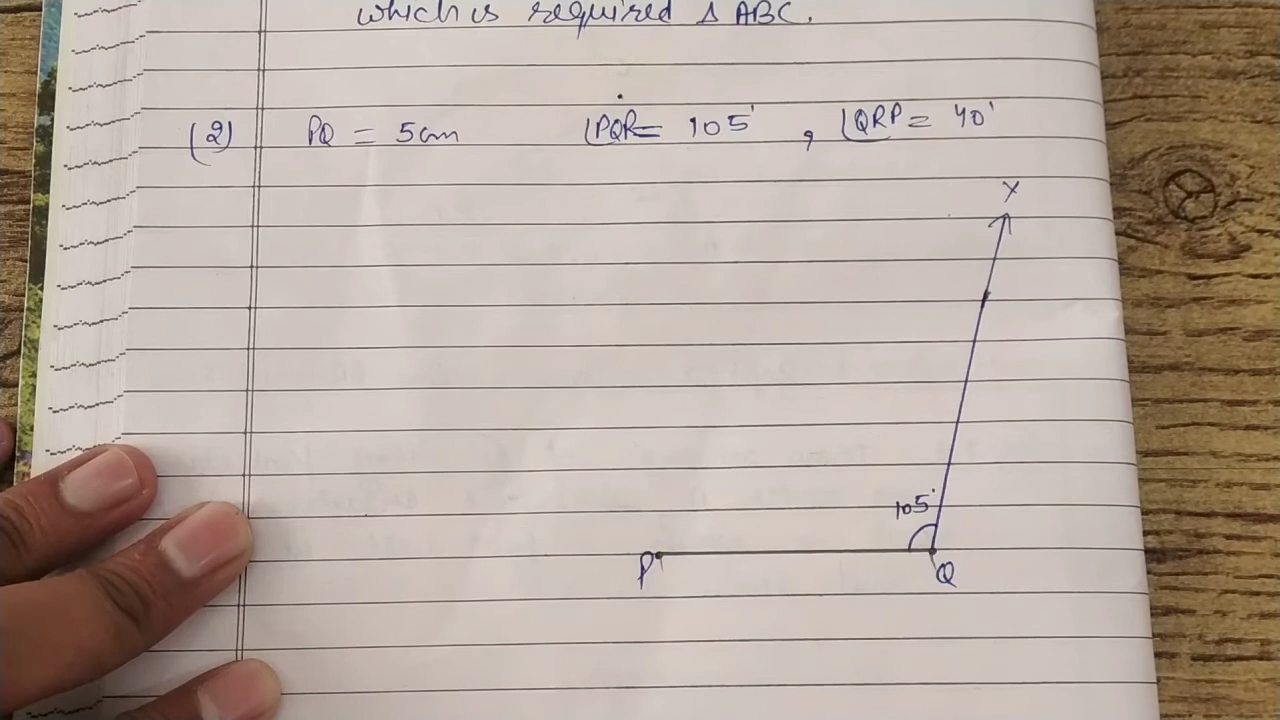 which is required Δ ABC.
(2) PQ = 5cm ∠PQR = 105° , ∠QRP = 40°
X
105°
P Q